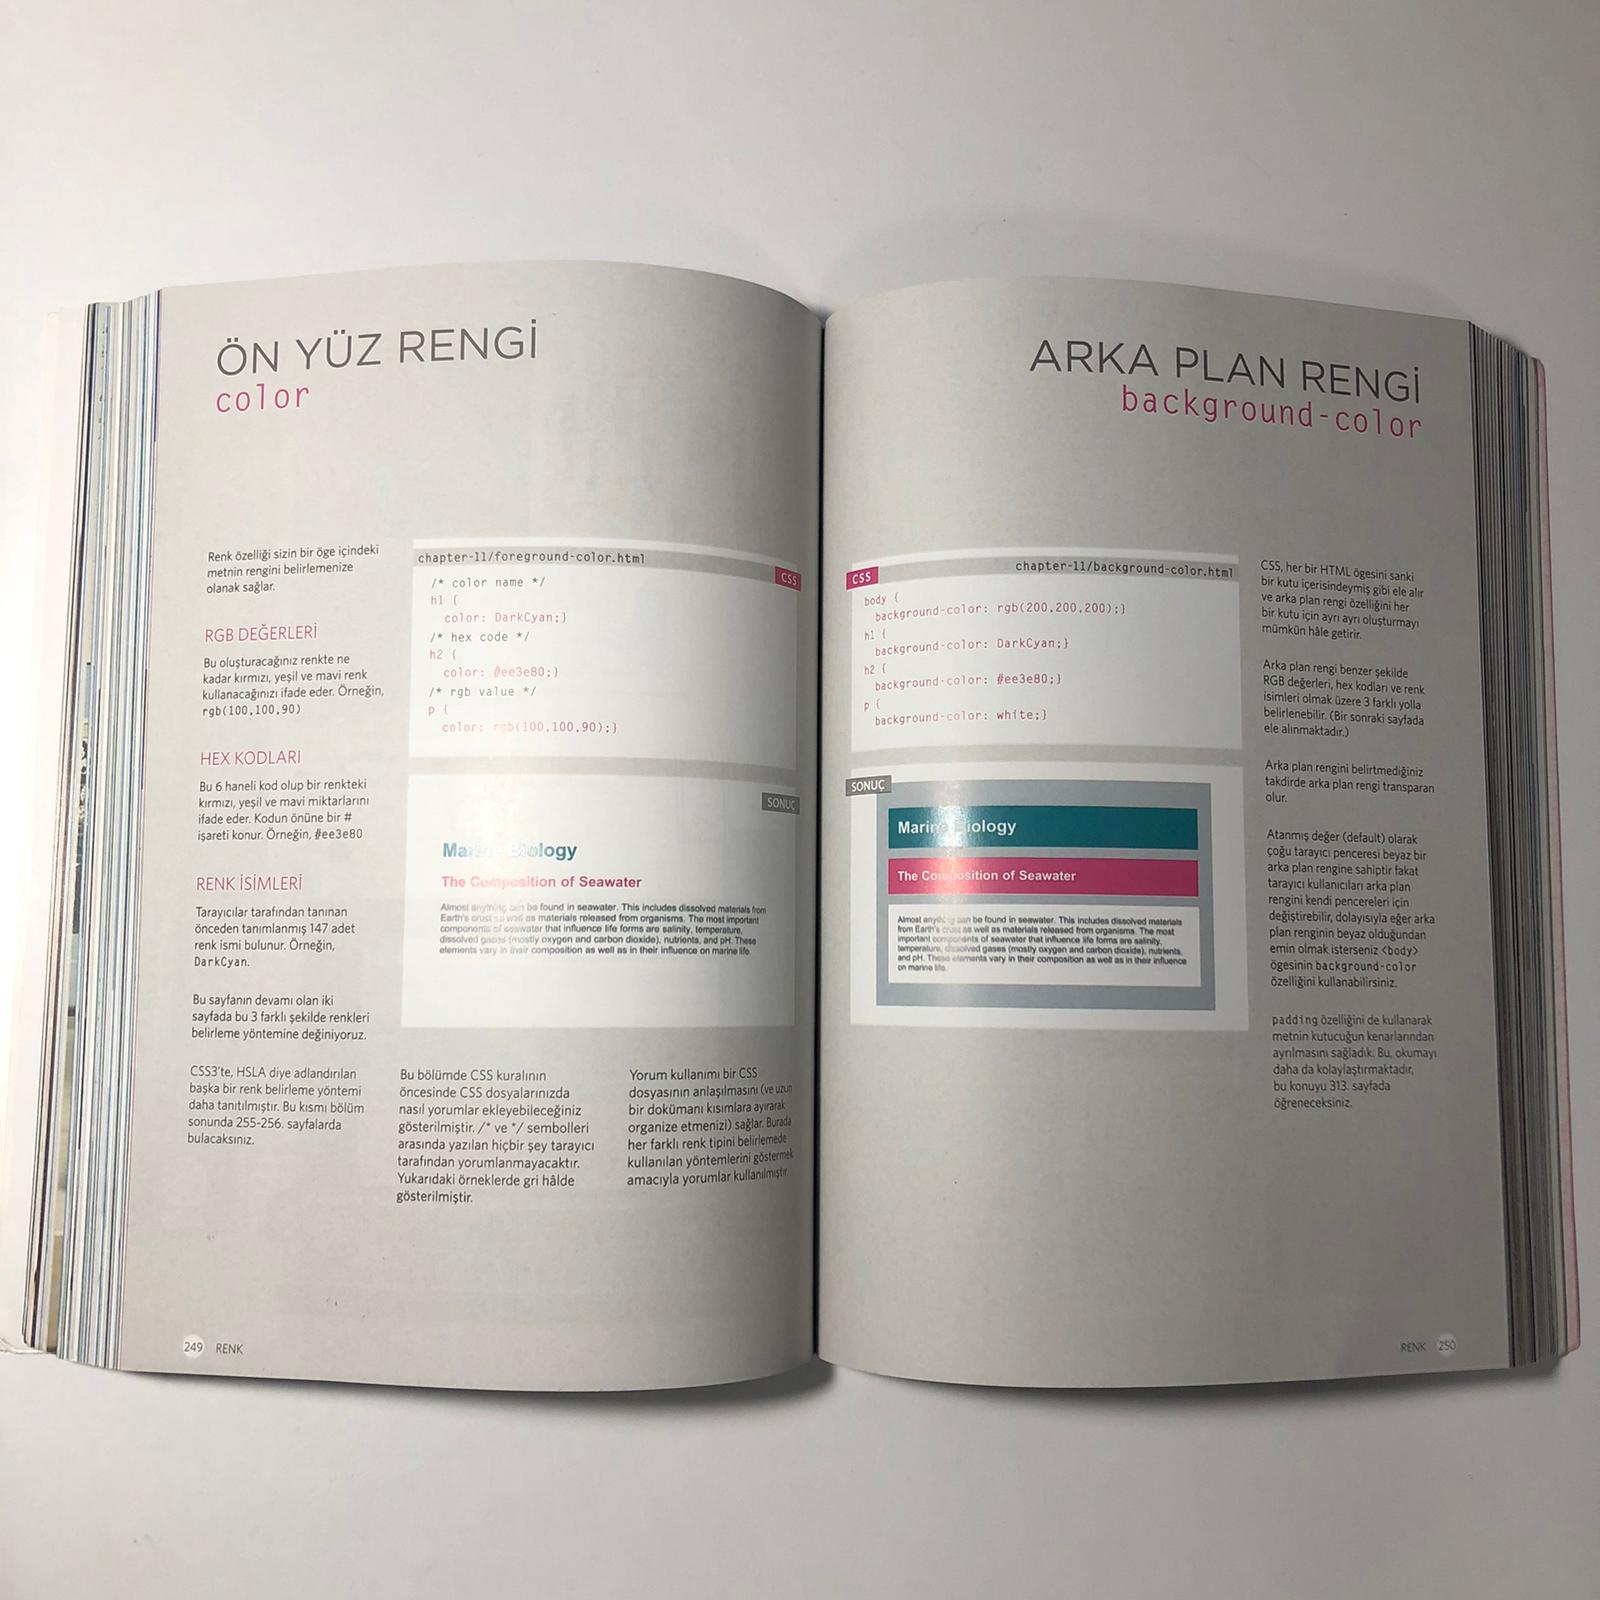 ÖN YÜZ RENGİ
color
Renk özelliği sizin bir öge içindeki
metnin rengini belirlemenize
olanak sağlar.
RGB DEĞERLERİ
Bu oluşturacağınız renkte ne
kadar kırmızı, yeşil ve mavi renk
kullanacağınızı ifade eder. Örneğin,
rgb(100,100,90)
HEX KODLARI
Bu 6 haneli kod olup bir renkteki
kırmızı, yeşil ve mavi miktarlarını
ifade eder. Kodun önüne bir #
işareti konur. Örneğin, #ee3e80
RENK İSİMLERİ
Tarayıcılar tarafından tanınan
önceden tanımlanmış 147 adet
renk ismi bulunur. Örneğin,
DarkCyan.
Bu sayfanın devamı olan iki
sayfada bu 3 farklı şekilde renkleri
belirleme yöntemine değiniyoruz.
CSS3'te, HSLA diye adlandırılan
başka bir renk belirleme yöntemi
daha tanıtılmıştır. Bu kısmı bölüm
sonunda 255-256. sayfalarda
bulacaksınız.
chapter-11/foreground-color.html
CSS
/* color name */
h1 {
color: DarkCyan;}
/* hex code */
h2 {
color: #ee3e80;}
/* rgb value */
p {
color: rgb(100,100,90);}
SONUÇ
Marine Biology
The Composition of Seawater
Almost anything can be found in seawater. This includes dissolved materials from
Earth's crust as well as materials released from organisms. The most important
components of seawater that influence life forms are salinity, temperature,
dissolved gases (mostly oxygen and carbon dioxide), nutrients, and pH. These
elements vary in their composition as well as in their influence on marine life.
Bu bölümde CSS kuralının
öncesinde CSS dosyalarınızda
nasıl yorumlar ekleyebileceğiniz
gösterilmiştir. /* ve */ sembolleri
arasında yazılan hiçbir şey tarayıcı
tarafından yorumlanmayacaktır.
Yukarıdaki örneklerde gri hâlde
gösterilmiştir.
Yorum kullanımı bir CSS
dosyasının anlaşılmasını (ve uzun
bir dokümanı kısımlara ayırarak
organize etmenizi) sağlar. Burada
her farklı renk tipini belirlemede
kullanılan yöntemlerini göstermek
amacıyla yorumlar kullanılmıştır.
249 RENK
ARKA PLAN RENGİ
background-color
CSS
chapter-11/background-color.html
body {
background-color: rgb(200,200,200);}
h1 {
background-color: DarkCyan;}
h2 {
background-color: #ee3e80;}
p {
background-color: white;}
SONUÇ
Marine Biology
The Composition of Seawater
Almost anything can be found in seawater. This includes dissolved materials
from Earth's crust as well as materials released from organisms. The most
important components of seawater that influence life forms are salinity,
temperature, dissolved gases (mostly oxygen and carbon dioxide), nutrients,
and pH. These elements vary in their composition as well as in their influence
on marine life.
CSS, her bir HTML ögesini sanki
bir kutu içerisindeymiş gibi ele alır
ve arka plan rengi özelliğini her
bir kutu için ayrı ayrı oluşturmayı
mümkün hâle getirir.
Arka plan rengi benzer şekilde
RGB değerleri, hex kodları ve renk
isimleri olmak üzere 3 farklı yolla
belirlenebilir. (Bir sonraki sayfada
ele alınmaktadır.)
Arka plan rengini belirtmediğiniz
takdirde arka plan rengi transparan
olur.
Atanmış değer (default) olarak
çoğu tarayıcı penceresi beyaz bir
arka plan rengine sahiptir fakat
tarayıcı kullanıcıları arka plan
rengini kendi pencereleri için
değiştirebilir, dolayısıyla eğer arka
plan renginin beyaz olduğundan
emin olmak isterseniz <body>
ögesinin background-color
özelliğini kullanabilirsiniz.
padding özelliğini de kullanarak
metnin kutucuğun kenarlarından
ayrılmasını sağladık. Bu, okumayı
daha da kolaylaştırmaktadır,
bu konuyu 313. sayfada
öğreneceksiniz.
RENK 250